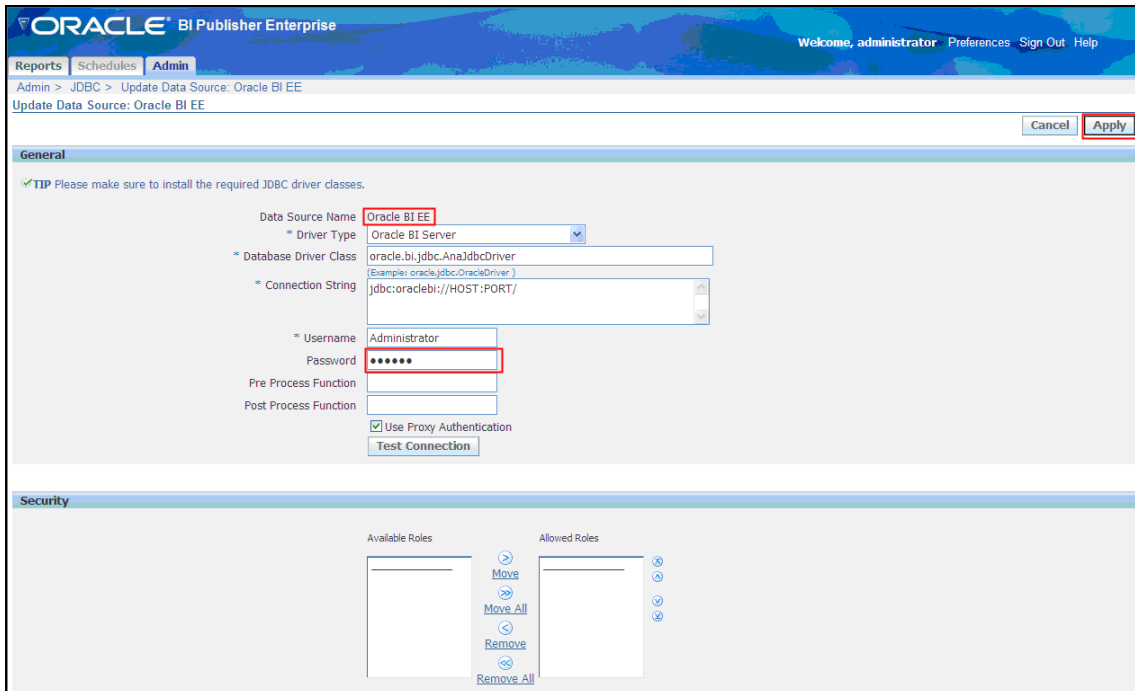 ORACLE® BI Publisher Enterprise
Welcome, administrator Preferences Sign Out Help
Reports Schedules Admin
Admin > JDBC > Update Data Source: Oracle BI EE
Update Data Source: Oracle BI EE
Cancel Apply
General
TIP Please make sure to install the required JDBC driver classes.
Data Source Name Oracle BI EE
* Driver Type Oracle BI Server
* Database Driver Class oracle.bi.jdbc.AnaJdbcDriver
(Example: oracle.jdbc.OracleDriver )
* Connection String jdbc:oraclebi://HOST:PORT/
* Username Administrator
Password ••••••
Pre Process Function
Post Process Function
Use Proxy Authentication
Test Connection
Security
Available Roles Allowed Roles
Move
Move All
Remove
Remove All